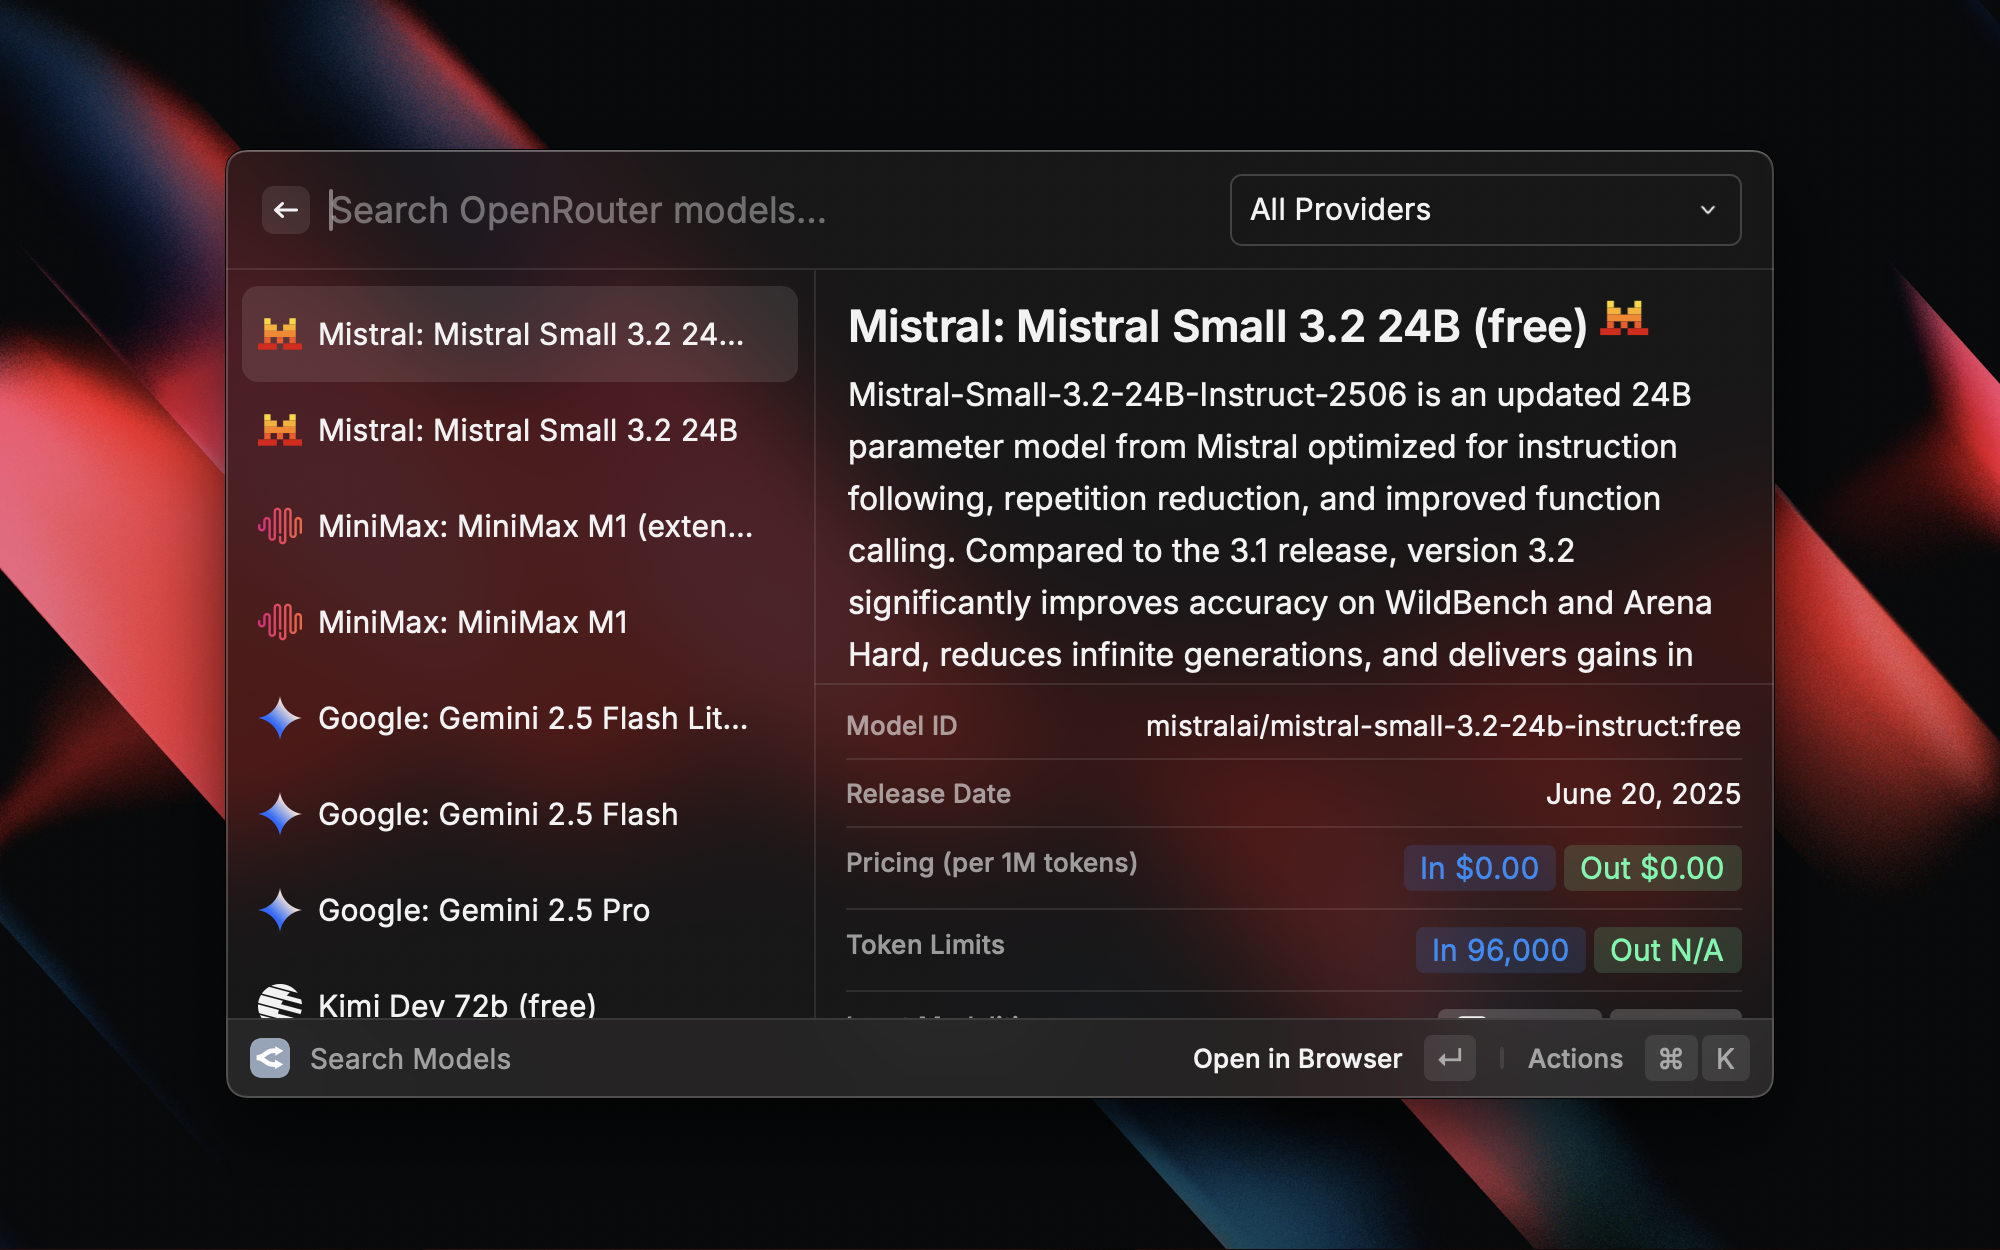 Search OpenRouter models...
All Providers
Mistral: Mistral Small 3.2 24...
Mistral: Mistral Small 3.2 24B
MiniMax: MiniMax M1 (exten...
MiniMax: MiniMax M1
Google: Gemini 2.5 Flash Lit...
Google: Gemini 2.5 Flash
Google: Gemini 2.5 Pro
Kimi Dev 72b (free)
Mistral: Mistral Small 3.2 24B (free)
Mistral-Small-3.2-24B-Instruct-2506 is an updated 24B
parameter model from Mistral optimized for instruction
following, repetition reduction, and improved function
calling. Compared to the 3.1 release, version 3.2
significantly improves accuracy on WildBench and Arena
Hard, reduces infinite generations, and delivers gains in
Model ID mistralai/mistral-small-3.2-24b-instruct:free
Release Date June 20, 2025
Pricing (per 1M tokens) In $0.00 Out $0.00
Token Limits In 96,000 Out N/A
Search Models
Open in Browser ↵ Actions ⌘ K